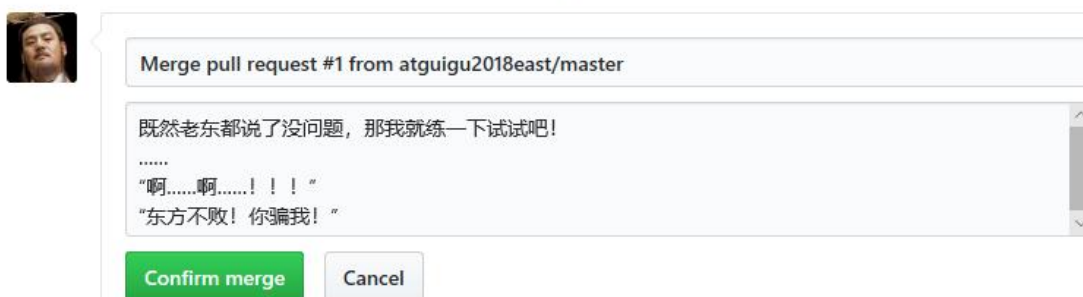 Merge pull request #1 from atguigu2018east/master
既然老东都说了没问题，那我就练一下试试吧！
......
“啊......啊......！！！”
“东方不败！你骗我！”
Confirm merge
Cancel